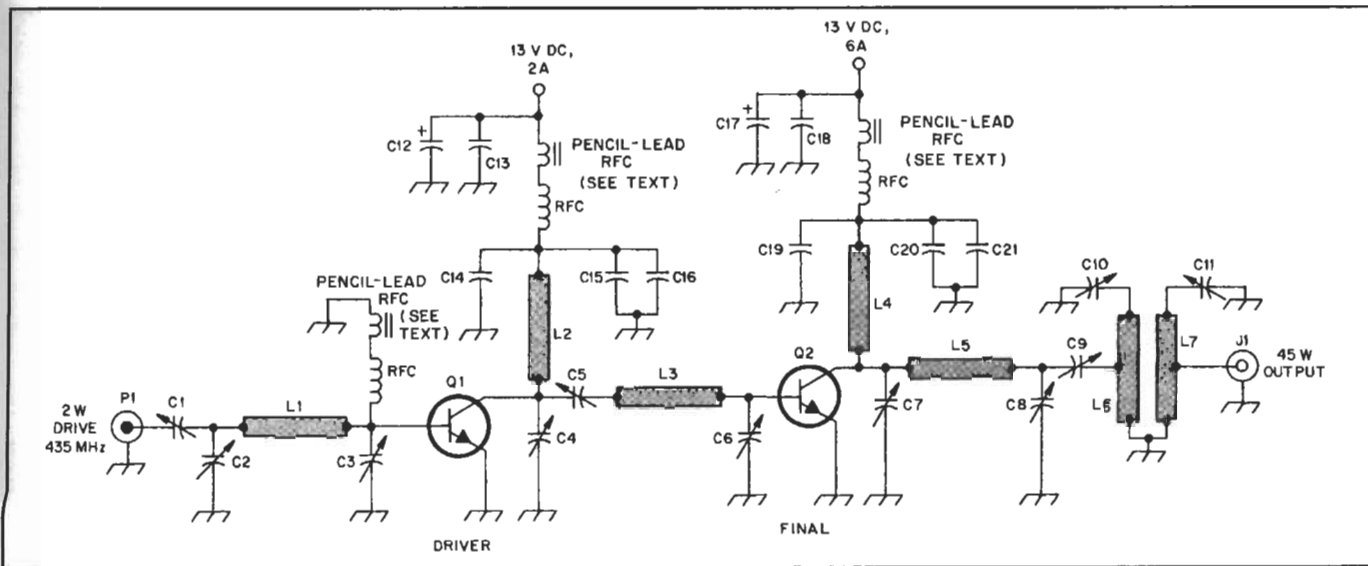 13 V DC,
2A
13 V DC,
6A
C12
+
C13
PENCIL-LEAD
RFC
(SEE TEXT)
RFC
C17
+
C18
PENCIL-LEAD
RFC
(SEE TEXT)
RFC
C14
C15
C16
C19
C20
C21
PENCIL-LEAD
RFC
(SEE
TEXT)
RFC
L2
L4
C10
C11
P1
2 W
DRIVE
435 MHz
C1
C2
L1
C3
Q1
C5
C4
L3
C6
Q2
C7
L5
C8
C9
L6
L7
J1
45 W
OUTPUT
DRIVER
FINAL